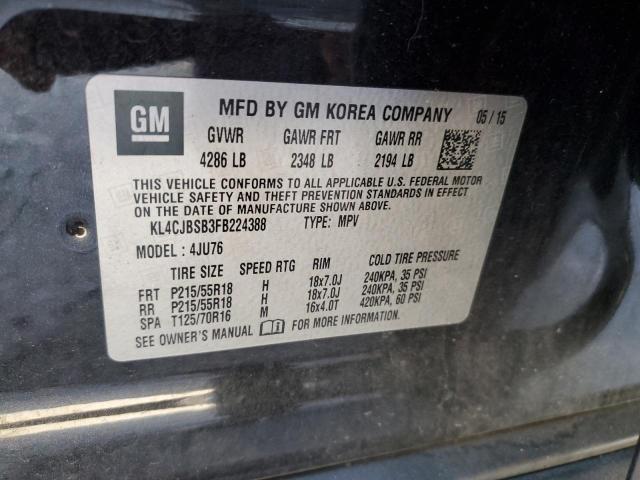 GM
MFD BY GM KOREA COMPANY 05/15
GVWR GAWR FRT GAWR RR
4286 LB 2348 LB 2194 LB
THIS VEHICLE CONFORMS TO ALL APPLICABLE U.S. FEDERAL MOTOR
VEHICLE SAFETY AND THEFT PREVENTION STANDARDS IN EFFECT ON
THE DATE OF MANUFACTURE SHOWN ABOVE.
KL4CJBSB3FB224388 TYPE: MPV
MODEL: 4JU76
TIRE SIZE SPEED RTG RIM COLD TIRE PRESSURE
FRT P215/55R18 H 18x7.0J 240KPA, 35 PSI
RR P215/55R18 H 18x7.0J 240KPA, 35 PSI
SPA T125/70R16 M 16x4.0T 420KPA, 60 PSI
SEE OWNER'S MANUAL FOR MORE INFORMATION.